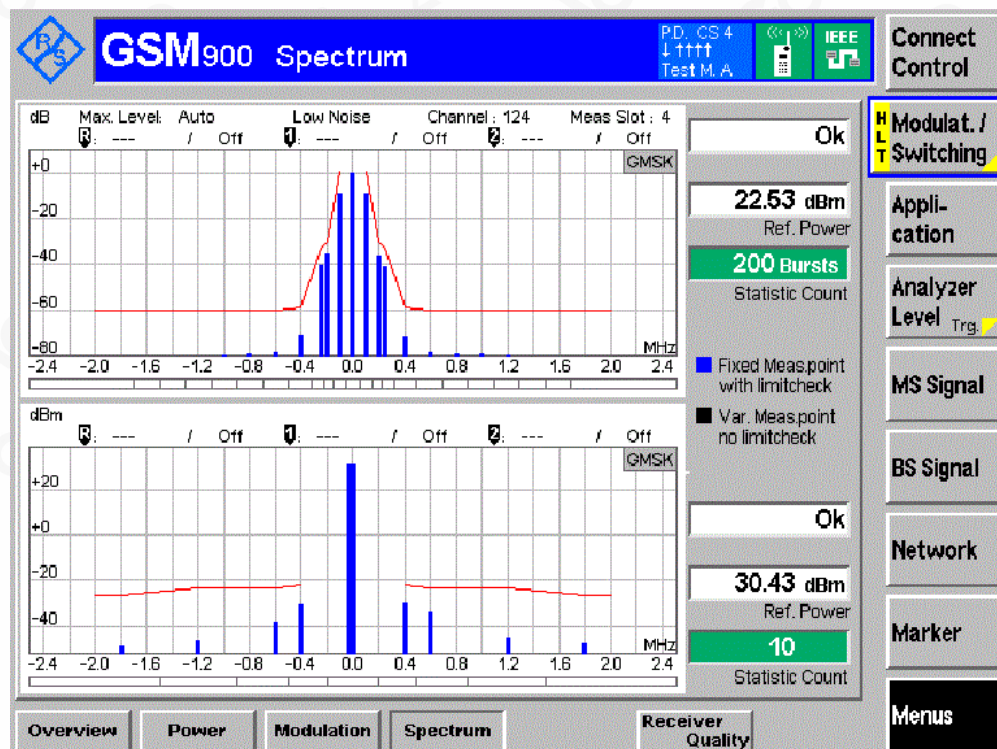 R/S
GSM900 Spectrum
PD, CS 4
Test M. A
IEEE
Connect Control
dB Max. Level: Auto Low Noise Channel : 124 Meas Slot : 4
R: --- / Off 1: --- / Off 2: --- / Off
GMSK
+0
-20
-40
-60
-80
MHz
-2.4 -2.0 -1.6 -1.2 -0.8 -0.4 0.0 0.4 0.8 1.2 1.6 2.0 2.4
Ok
22.53 dBm
Ref. Power
200 Bursts
Statistic Count
Fixed Meas.point
with limitcheck
Var. Meas.point
no limitcheck
dBm
R: --- / Off 1: --- / Off 2: --- / Off
GMSK
+20
+0
-20
-40
MHz
-2.4 -2.0 -1.6 -1.2 -0.8 -0.4 0.0 0.4 0.8 1.2 1.6 2.0 2.4
Ok
30.43 dBm
Ref. Power
10
Statistic Count
HLT
Modulat. /
Switching
Appli-
cation
Analyzer
Level Trg.
MS Signal
BS Signal
Network
Marker
Menus
Overview Power Modulation Spectrum Receiver
Quality